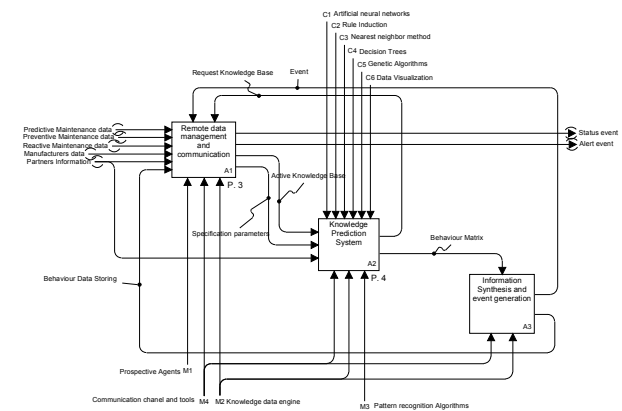 C1 Artificial neural networks
C2 Rule Induction
C3 Nearest neighbor method
C4 Decision Trees
C5 Genetic Algorithms
C6 Data Visualization
Request Knowledge Base
Event
Predictive Maintenance data
Preventive Maintenance data
Reactive Maintenance data
Manufacturers data
Partners Information
Remote data
management
and
communication
A1
P. 3
Status event
Alert event
Active Knowledge Base
Specification parameters
Knowledge
Prediction
System
A2
P. 4
Behaviour Matrix
Behaviour Data Storing
Information
Synthesis and
event generation
A3
Prospective Agents M1
Communication chanel and tools M4
M2 Knowledge data engine
M3 Pattern recognition Algorithms